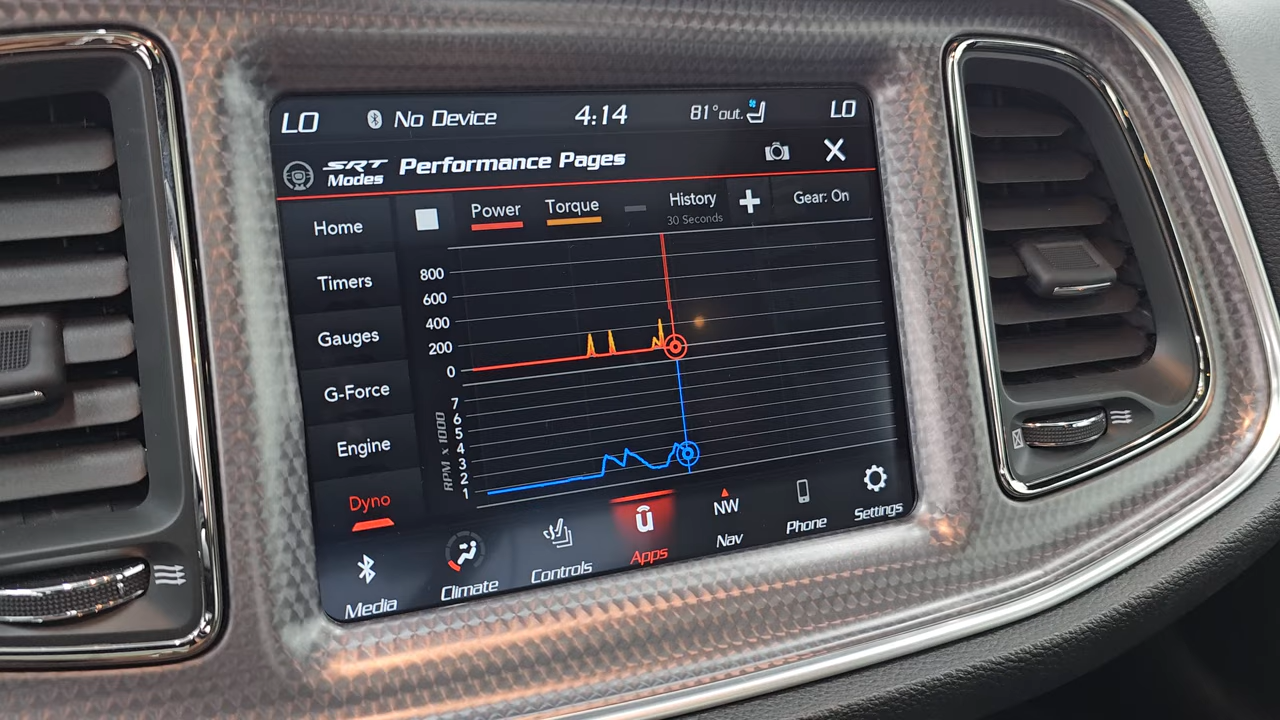 LO No Device 4:14 81°out. LO
SRT Modes Performance Pages
Home
Power Torque History Gear: On
30 Seconds
Timers
Gauges
G-Force
Engine
Dyno
800
600
400
200
0
RPM x 1000
7
6
5
4
3
2
1
Media Climate Controls û Apps NW Nav Phone Settings